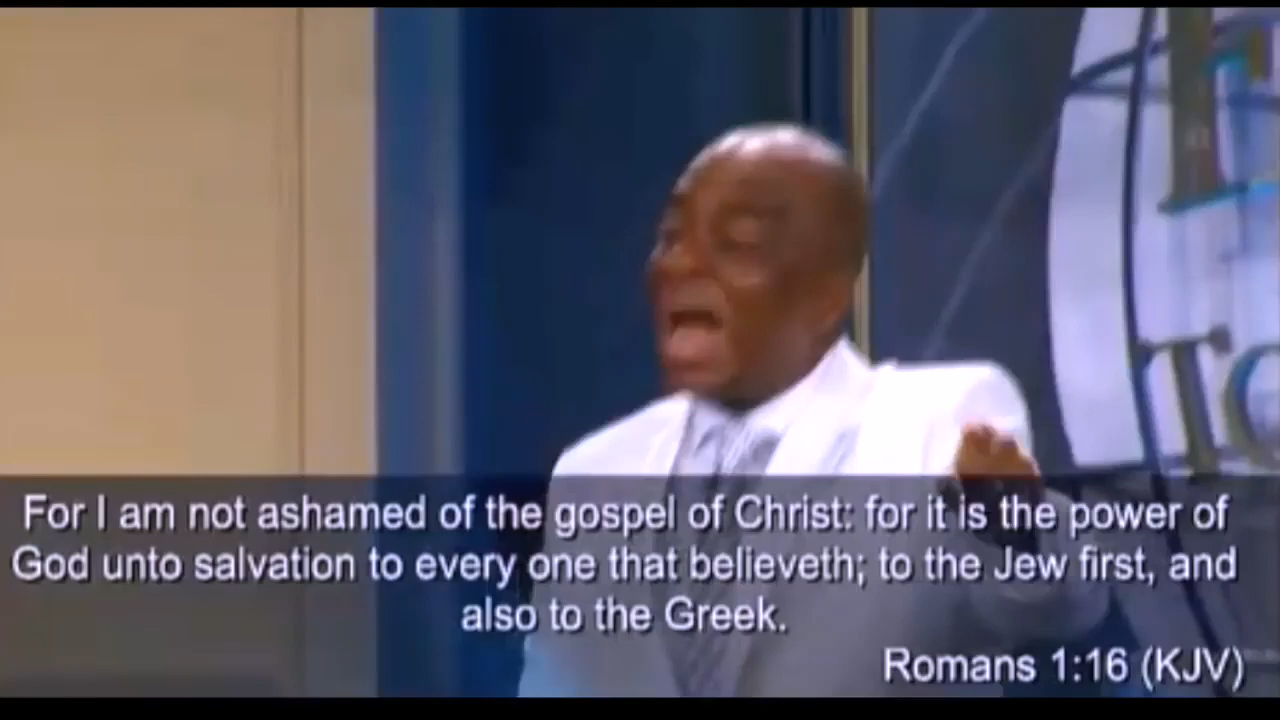 For I am not ashamed of the gospel of Christ: for it is the power of
God unto salvation to every one that believeth; to the Jew first, and
also to the Greek.
Romans 1:16 (KJV)